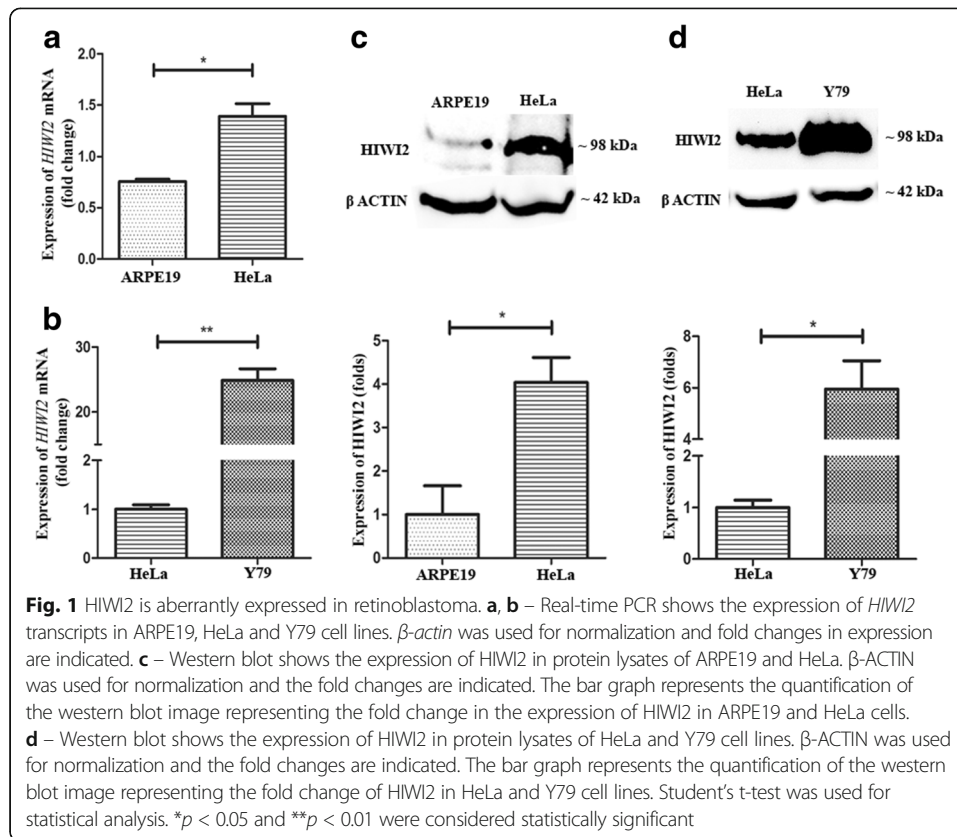 a
Expression of HIWI2 mRNA
(fold change)
2.0
1.5
1.0
0.5
0.0
*
ARPE19
HeLa
c
ARPE19
HeLa
HIWI2
~ 98 kDa
β ACTIN
~ 42 kDa
d
HeLa
Y79
HIWI2
~ 98 kDa
β ACTIN
~ 42 kDa
b
Expression of HIWI2 mRNA
(fold change)
30
20
2
1
0
**
HeLa
Y79
Expression of HIWI2 (folds)
5
4
3
2
1
0
*
ARPE19
HeLa
Expression of HIWI2 (folds)
8
6
4
2
1
0
*
HeLa
Y79
Fig. 1 HIWI2 is aberrantly expressed in retinoblastoma. a, b – Real-time PCR shows the expression of HIWI2
transcripts in ARPE19, HeLa and Y79 cell lines. β-actin was used for normalization and fold changes in expression
are indicated. c – Western blot shows the expression of HIWI2 in protein lysates of ARPE19 and HeLa. β-ACTIN
was used for normalization and the fold changes are indicated. The bar graph represents the quantification of
the western blot image representing the fold change in the expression of HIWI2 in ARPE19 and HeLa cells.
d – Western blot shows the expression of HIWI2 in protein lysates of HeLa and Y79 cell lines. β-ACTIN was used
for normalization and the fold changes are indicated. The bar graph represents the quantification of the western
blot image representing the fold change of HIWI2 in HeLa and Y79 cell lines. Student's t-test was used for
statistical analysis. *p < 0.05 and **p < 0.01 were considered statistically significant